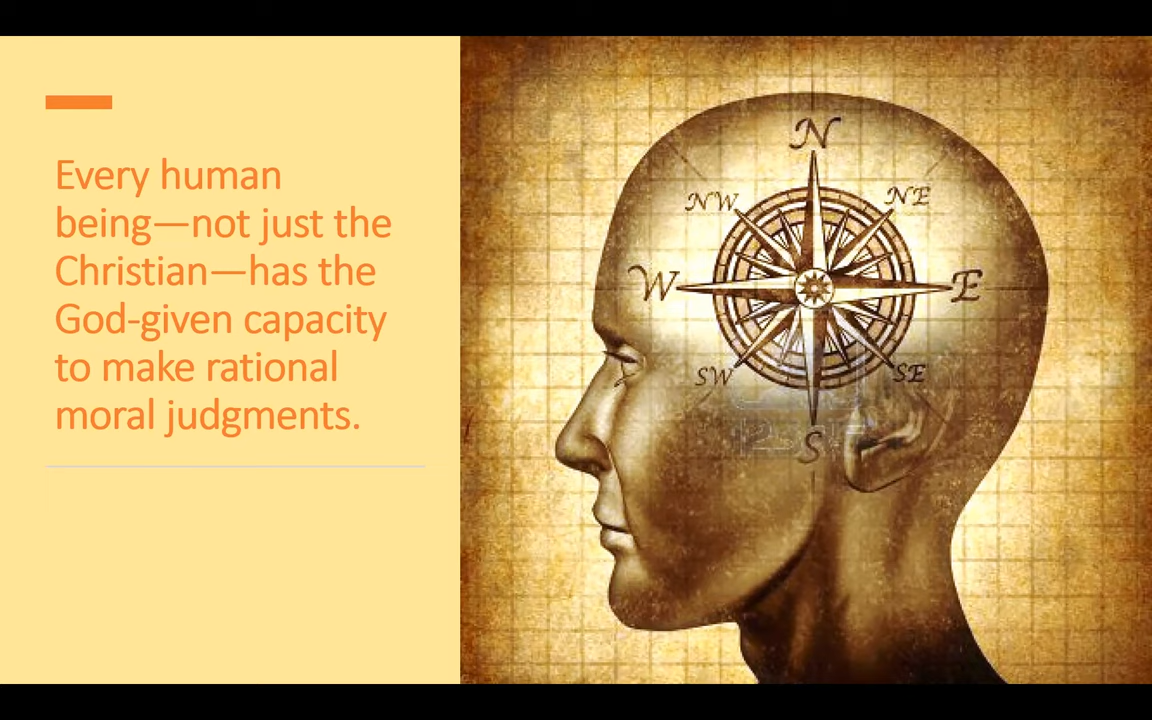 Every human
being—not just the
Christian—has the
God-given capacity
to make rational
moral judgments.
N
NW
NE
W
E
SW
SE
S